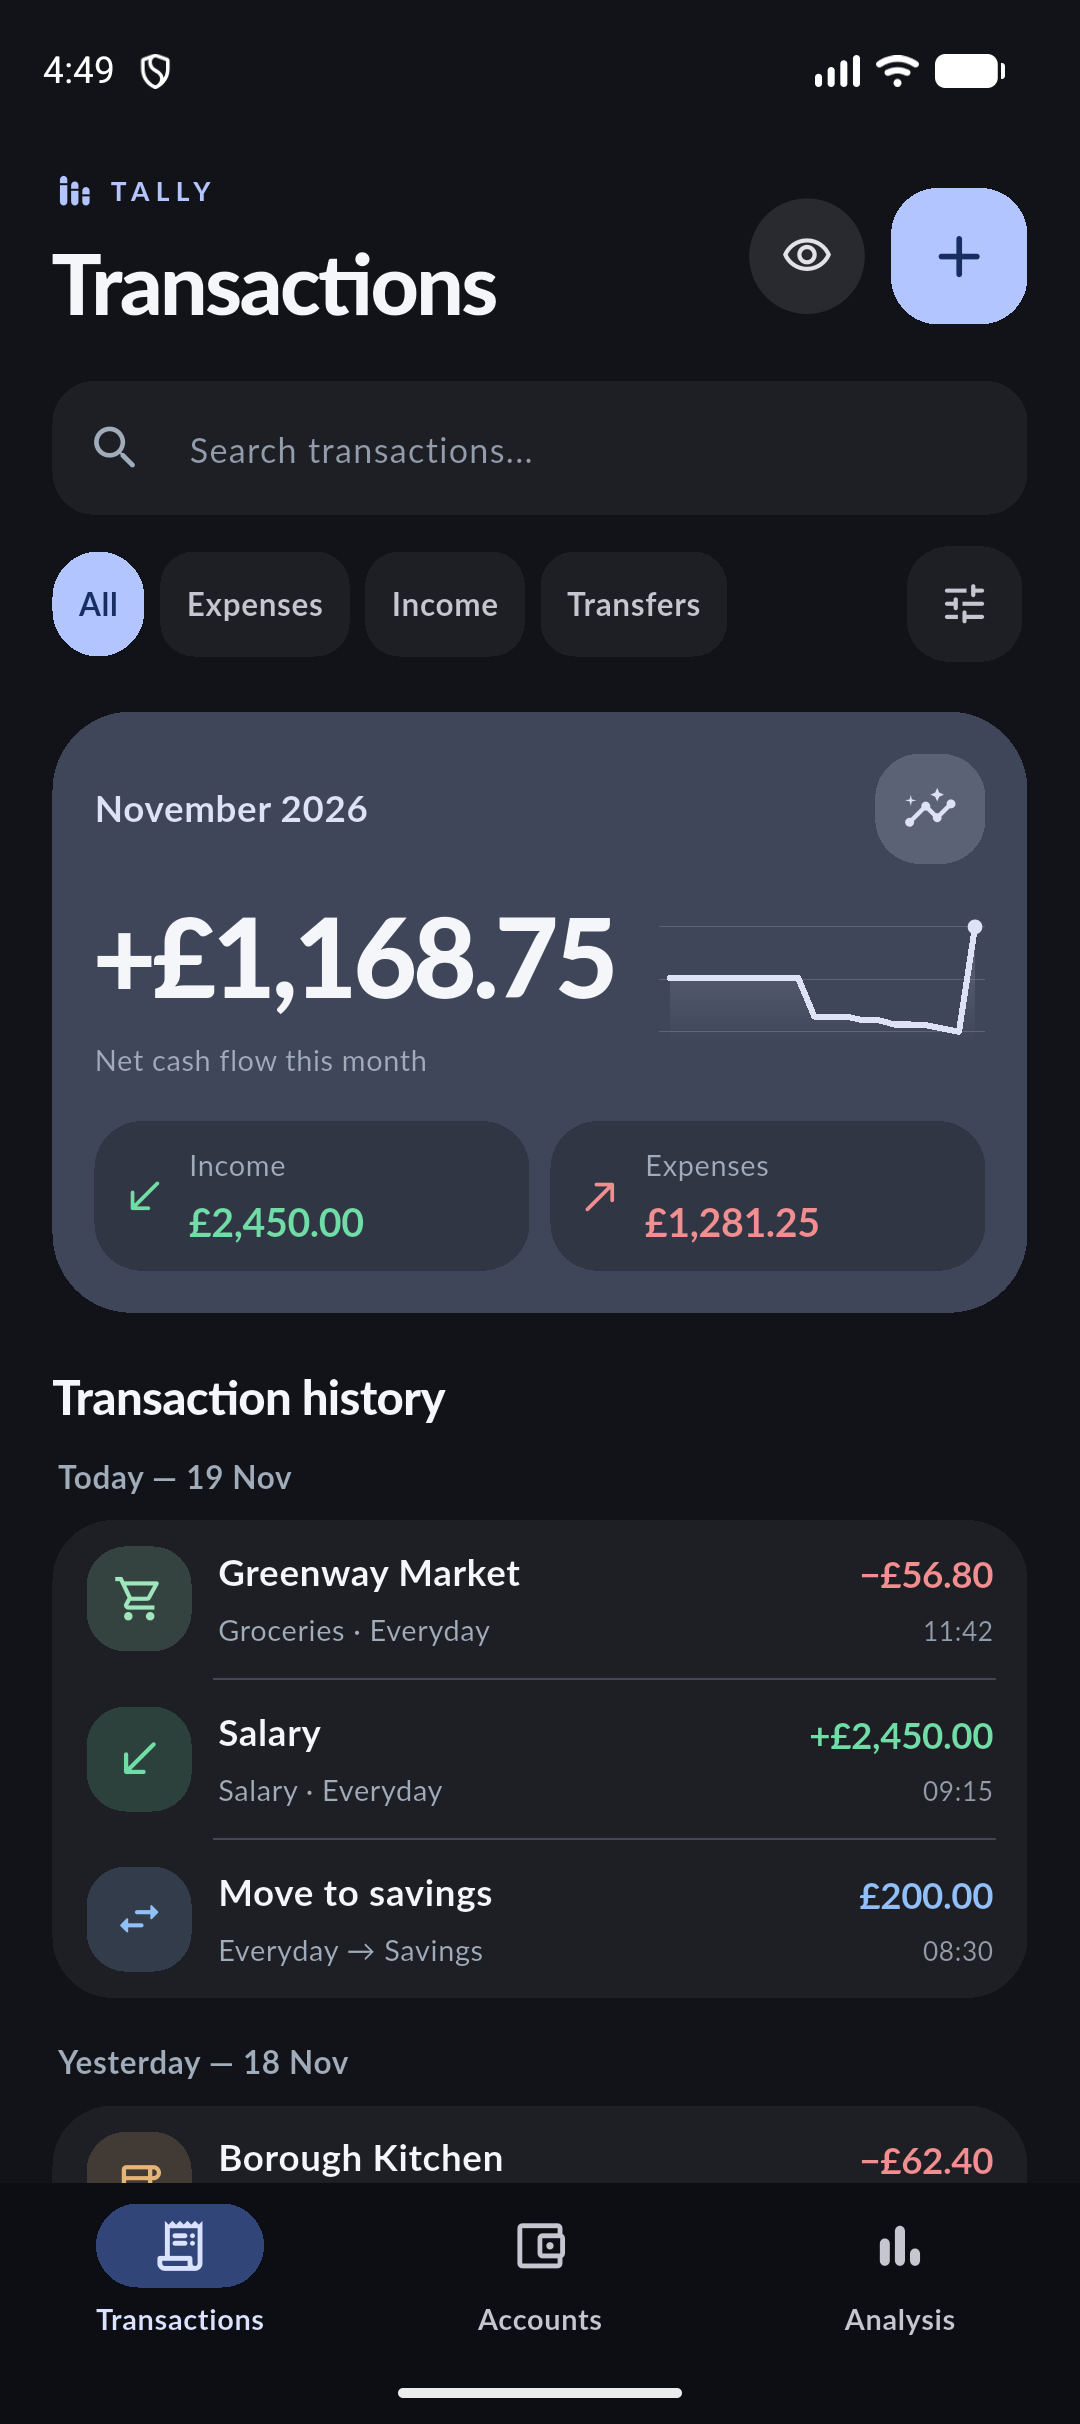 4:49
TALLY
Transactions
Search transactions...
All
Expenses
Income
Transfers
November 2026
+£1,168.75
Net cash flow this month
Income
£2,450.00
Expenses
£1,281.25
Transaction history
Today — 19 Nov
Greenway Market
−£56.80
Groceries · Everyday
11:42
Salary
+£2,450.00
Salary · Everyday
09:15
Move to savings
£200.00
Everyday → Savings
08:30
Yesterday — 18 Nov
Borough Kitchen
−£62.40
Transactions
Accounts
Analysis